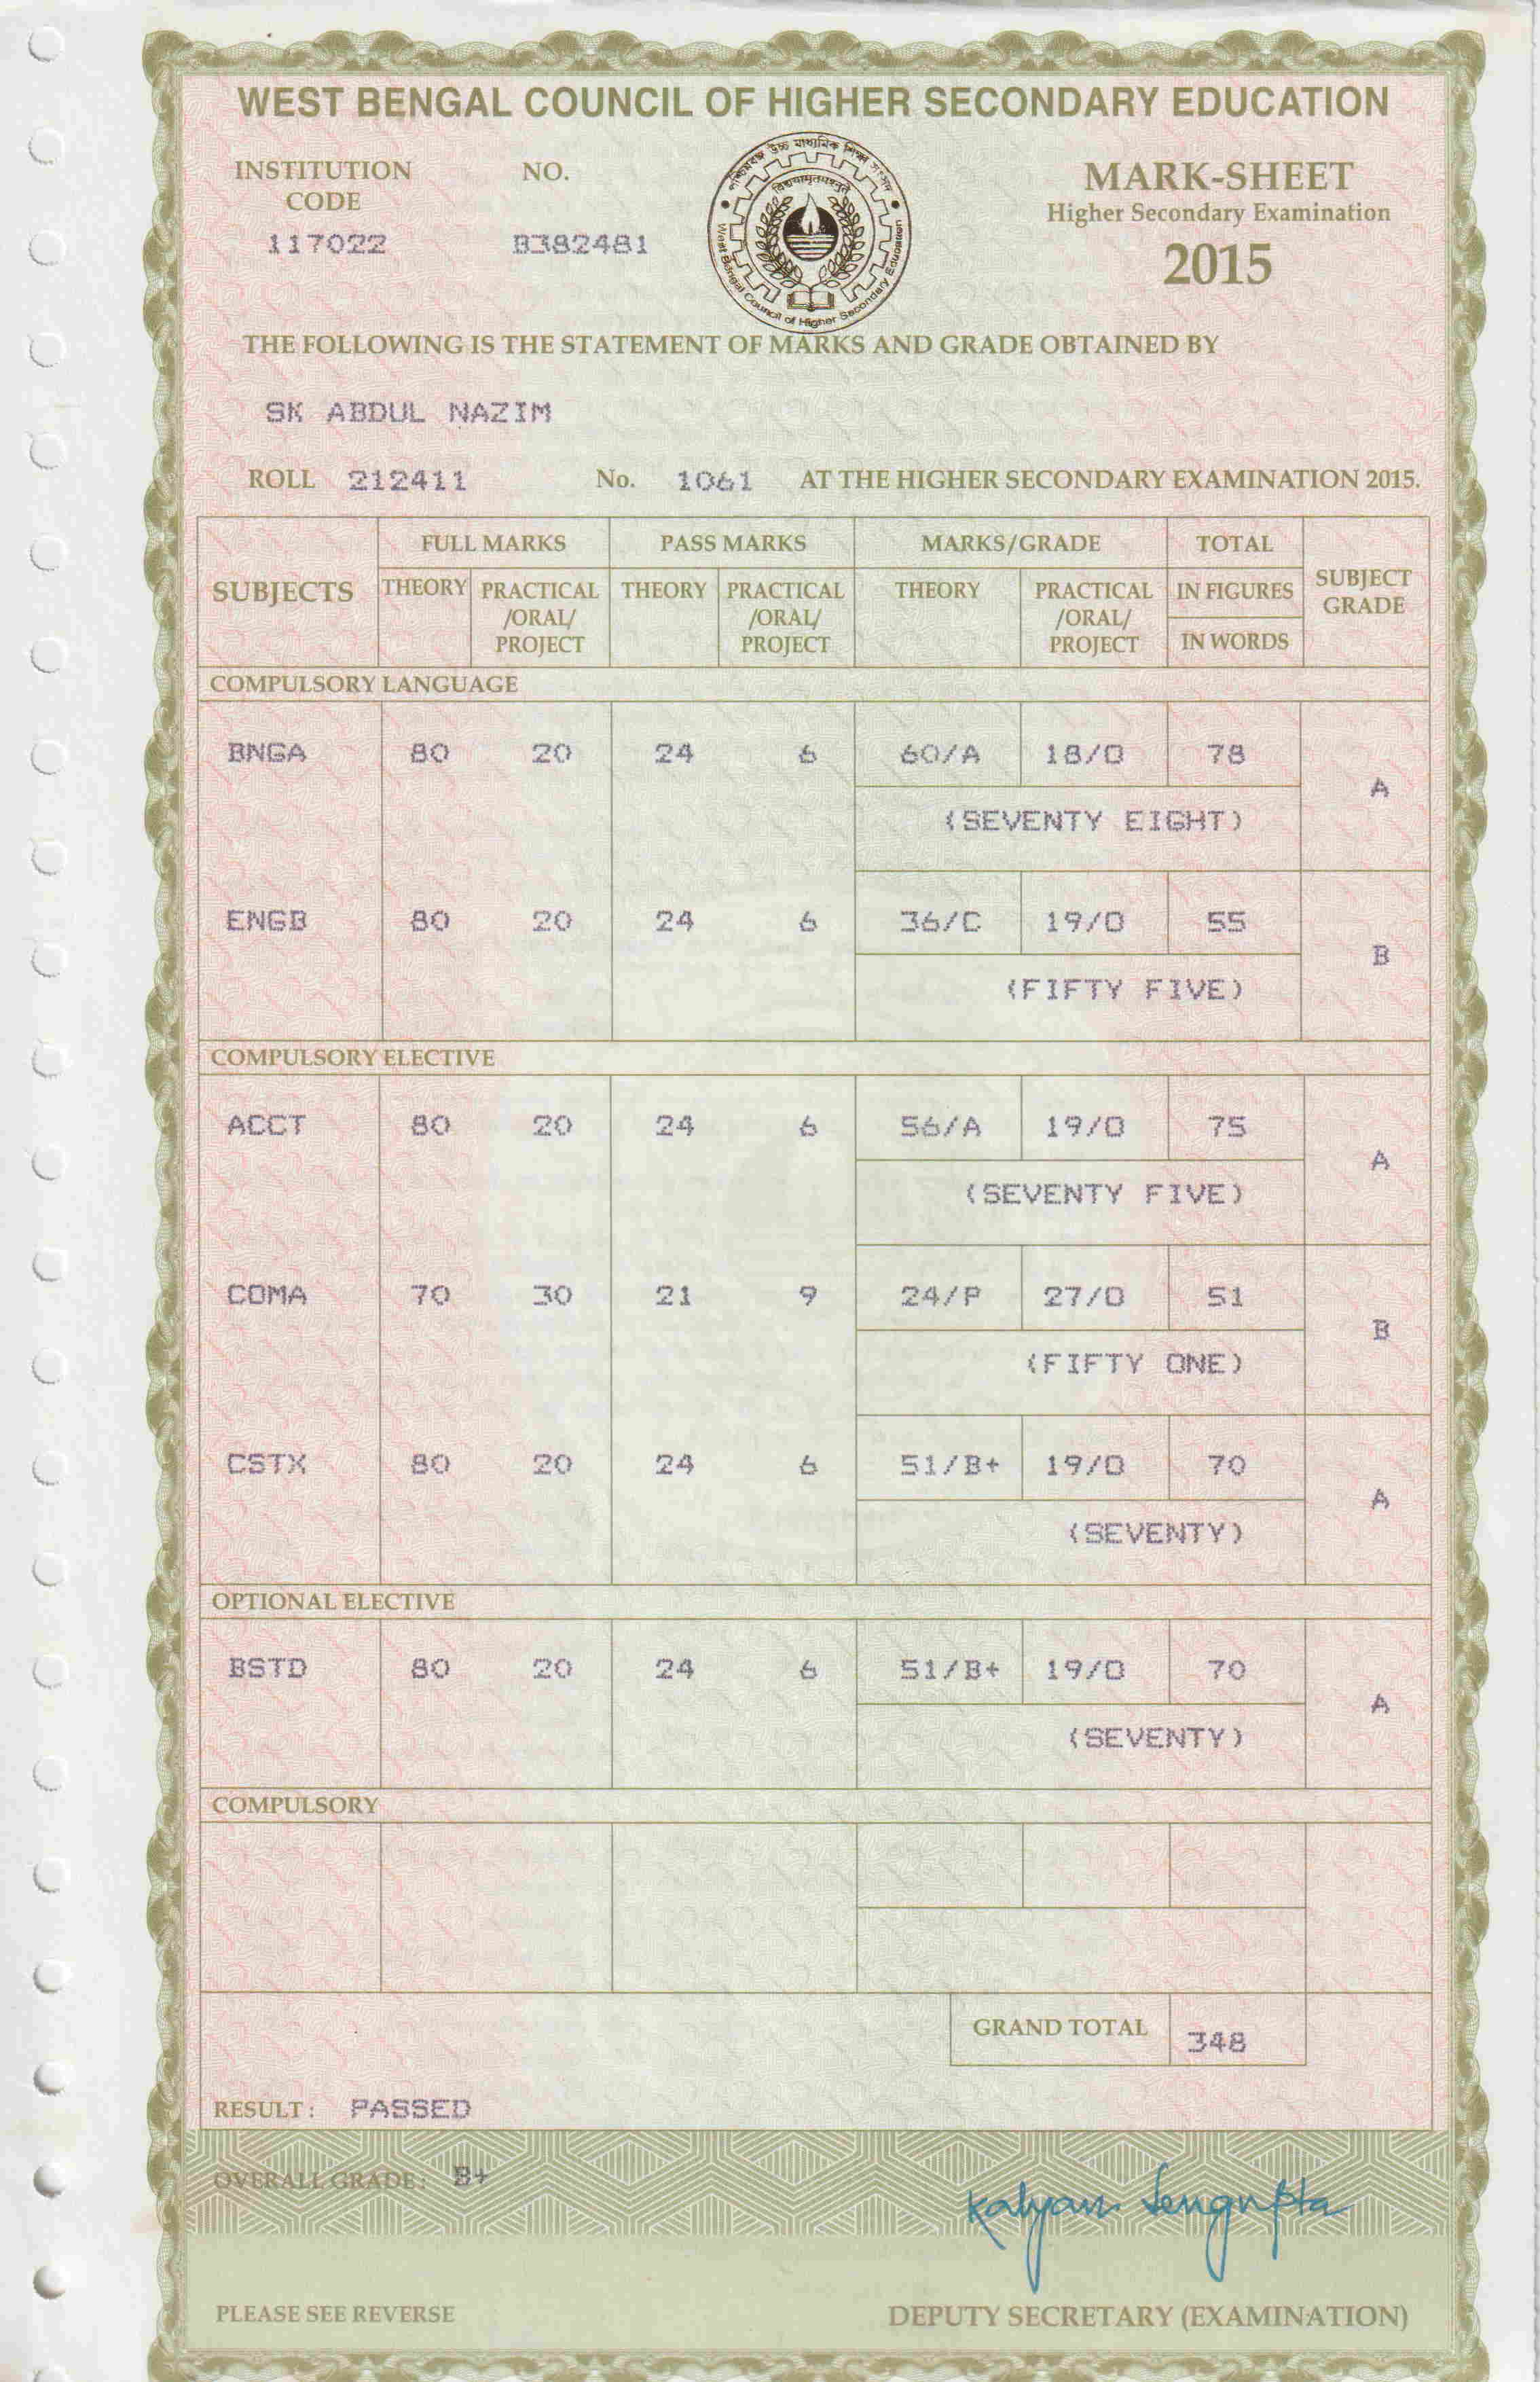 WEST BENGAL COUNCIL OF HIGHER SECONDARY EDUCATION
INSTITUTION CODE
117022
NO.
B382481
West Bengal Council of Higher Secondary Education
MARK-SHEET
Higher Secondary Examination
2015
THE FOLLOWING IS THE STATEMENT OF MARKS AND GRADE OBTAINED BY
SK ABDUL NAZIM
ROLL 212411 No. 1061 AT THE HIGHER SECONDARY EXAMINATION 2015.
SUBJECTS FULL MARKS PASS MARKS MARKS/GRADE TOTAL SUBJECT GRADE
THEORY PRACTICAL /ORAL/ PROJECT THEORY PRACTICAL /ORAL/ PROJECT THEORY PRACTICAL /ORAL/ PROJECT IN FIGURES
IN WORDS
COMPULSORY LANGUAGE
BNGA 80 20 24 6 60/A 18/O 78
A
(SEVENTY EIGHT)
ENGB 80 20 24 6 36/C 19/O 55
B
(FIFTY FIVE)
COMPULSORY ELECTIVE
ACCT 80 20 24 6 56/A 19/O 75
A
(SEVENTY FIVE)
COMA 70 30 21 9 24/P 27/O 51
B
(FIFTY ONE)
CSTX 80 20 24 6 51/B+ 19/O 70
A
(SEVENTY)
OPTIONAL ELECTIVE
BSTD 80 20 24 6 51/B+ 19/O 70
A
(SEVENTY)
COMPULSORY
GRAND TOTAL 348
RESULT: PASSED
OVERALL GRADE: B+
Kalyan Sengupta
PLEASE SEE REVERSE
DEPUTY SECRETARY (EXAMINATION)